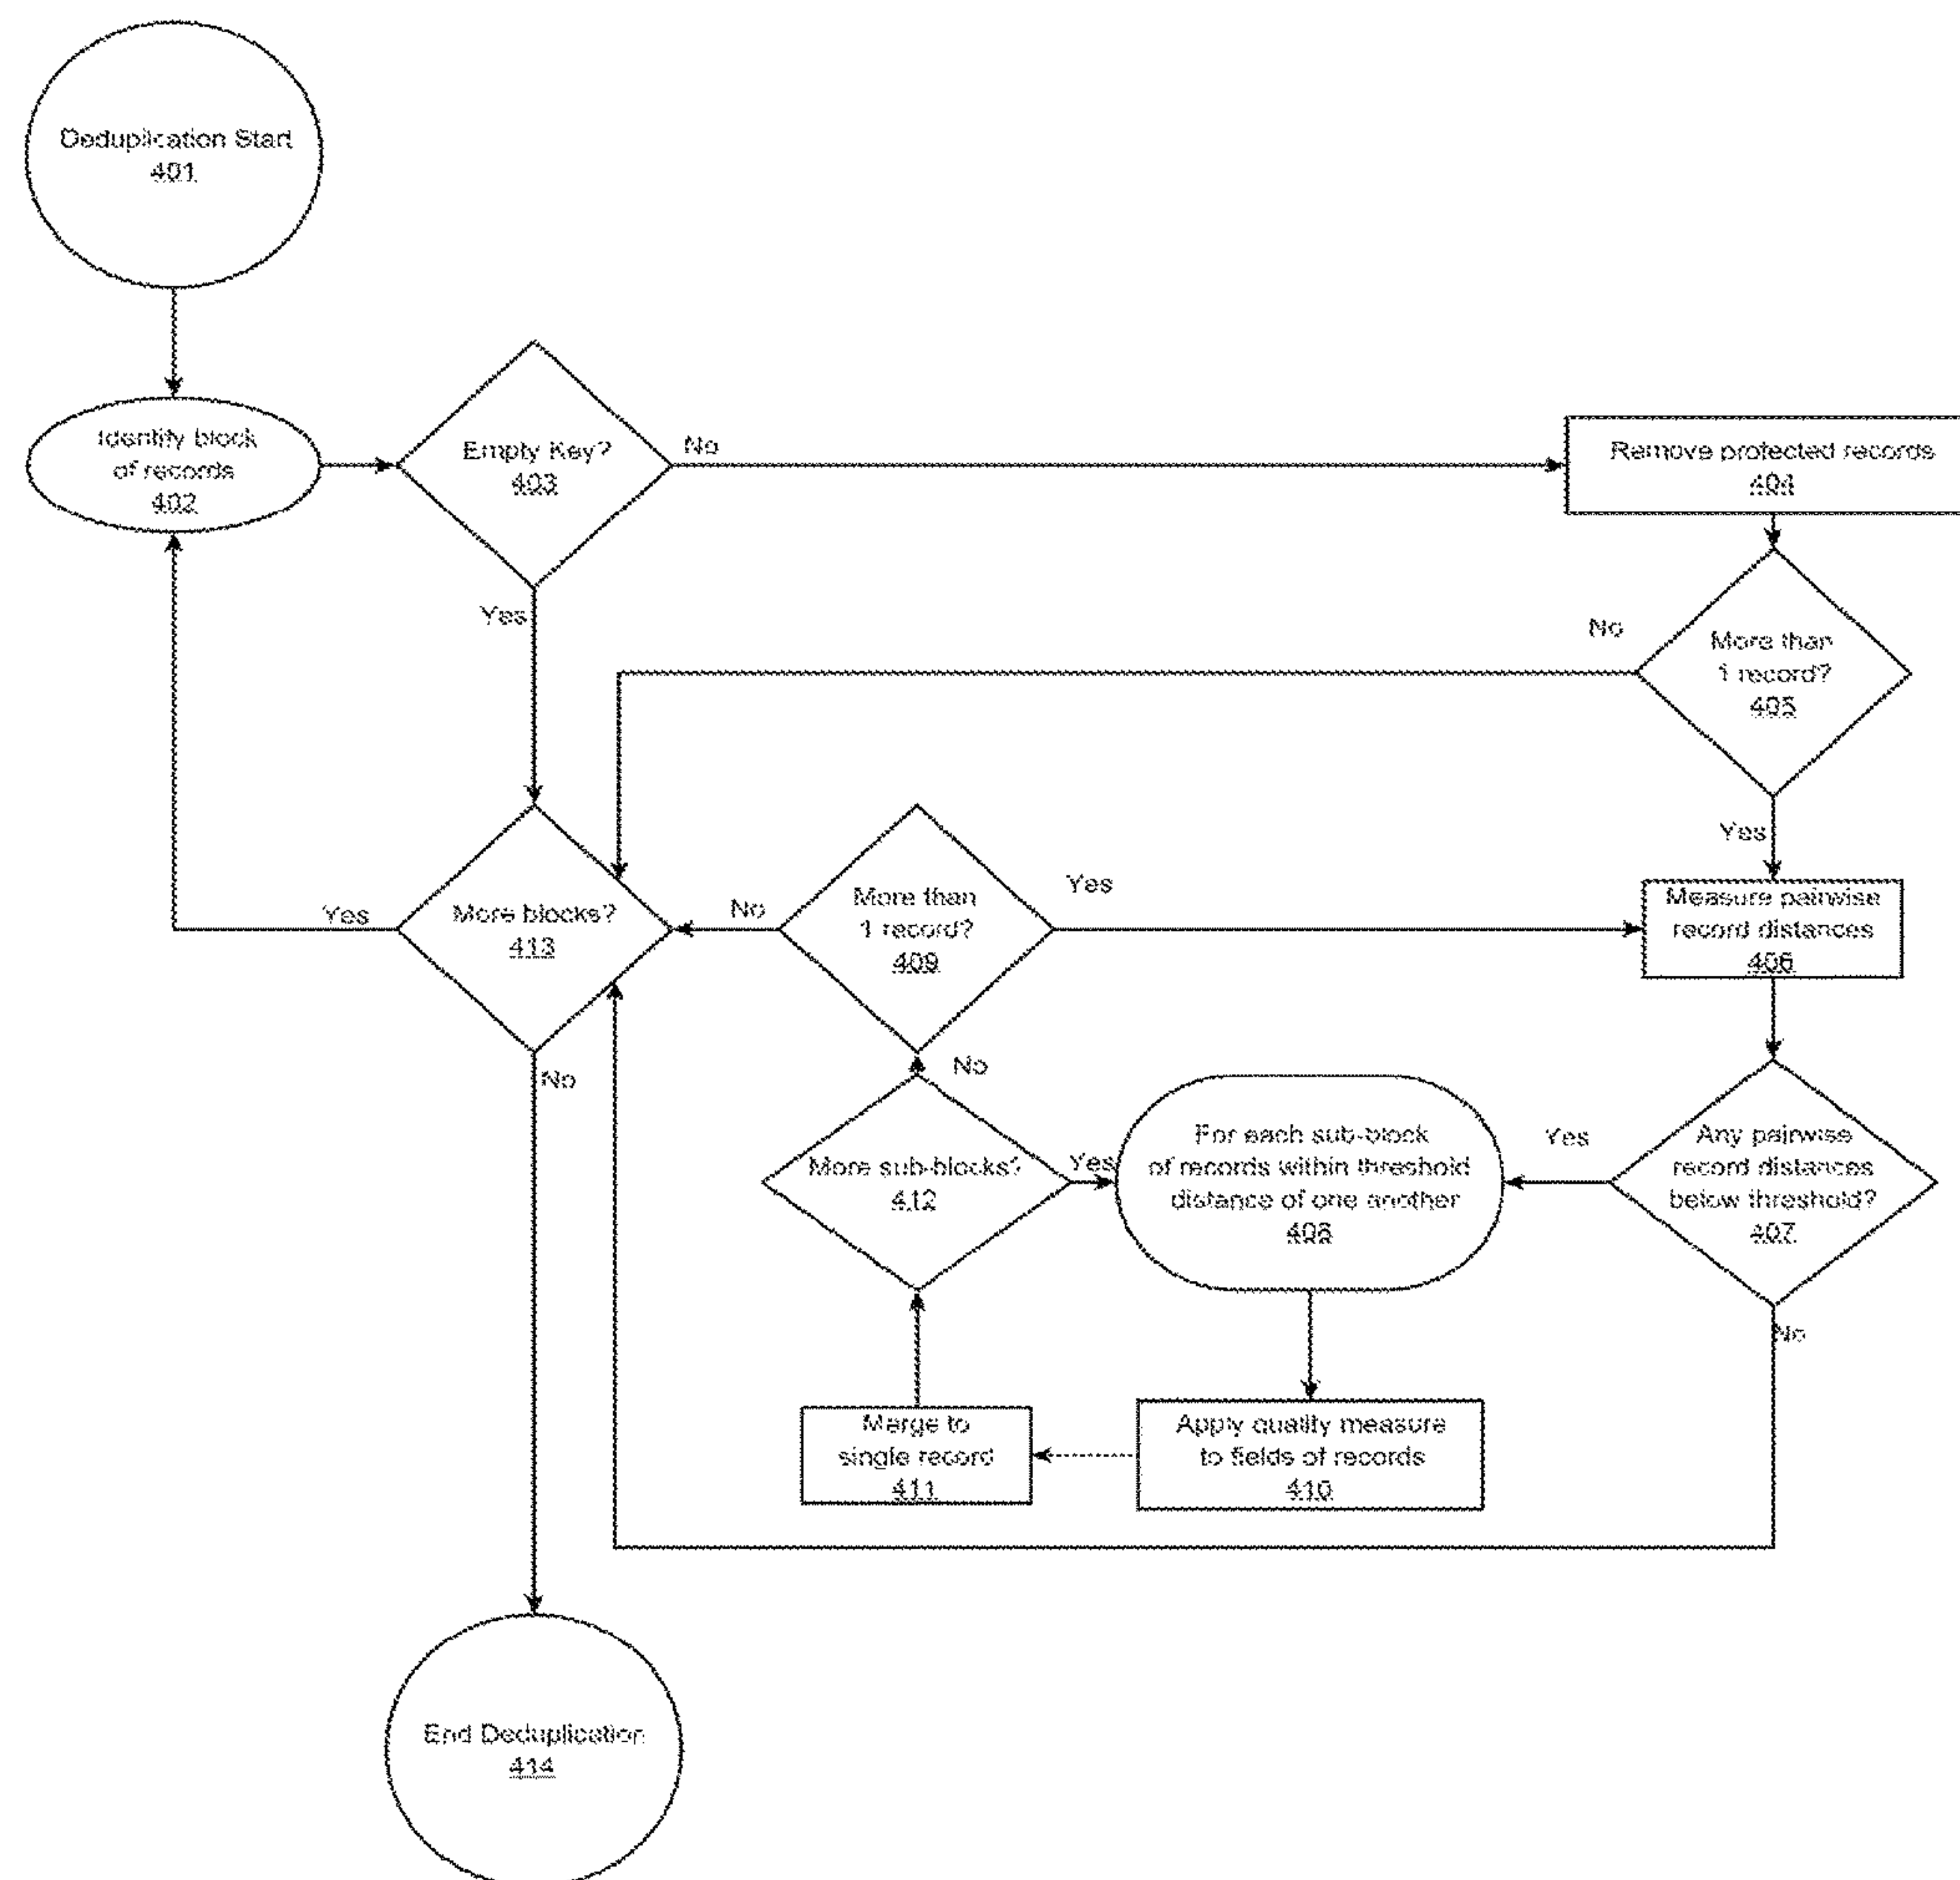 Deduplication Start
401
Identify block
of records
402
Empty Key?
403
No
Yes
Remove protected records
404
No
More than
1 record?
405
Yes
Measure pairwise
record distances
406
More than
1 record?
409
Yes
No
More blocks?
413
Yes
No
No
More sub-blocks?
412
Yes
For each sub-block
of records within threshold
distance of one another
408
Yes
Any pairwise
record distances
below threshold?
407
No
Merge to
single record
411
Apply quality measure
to fields of records
410
End Deduplication
414